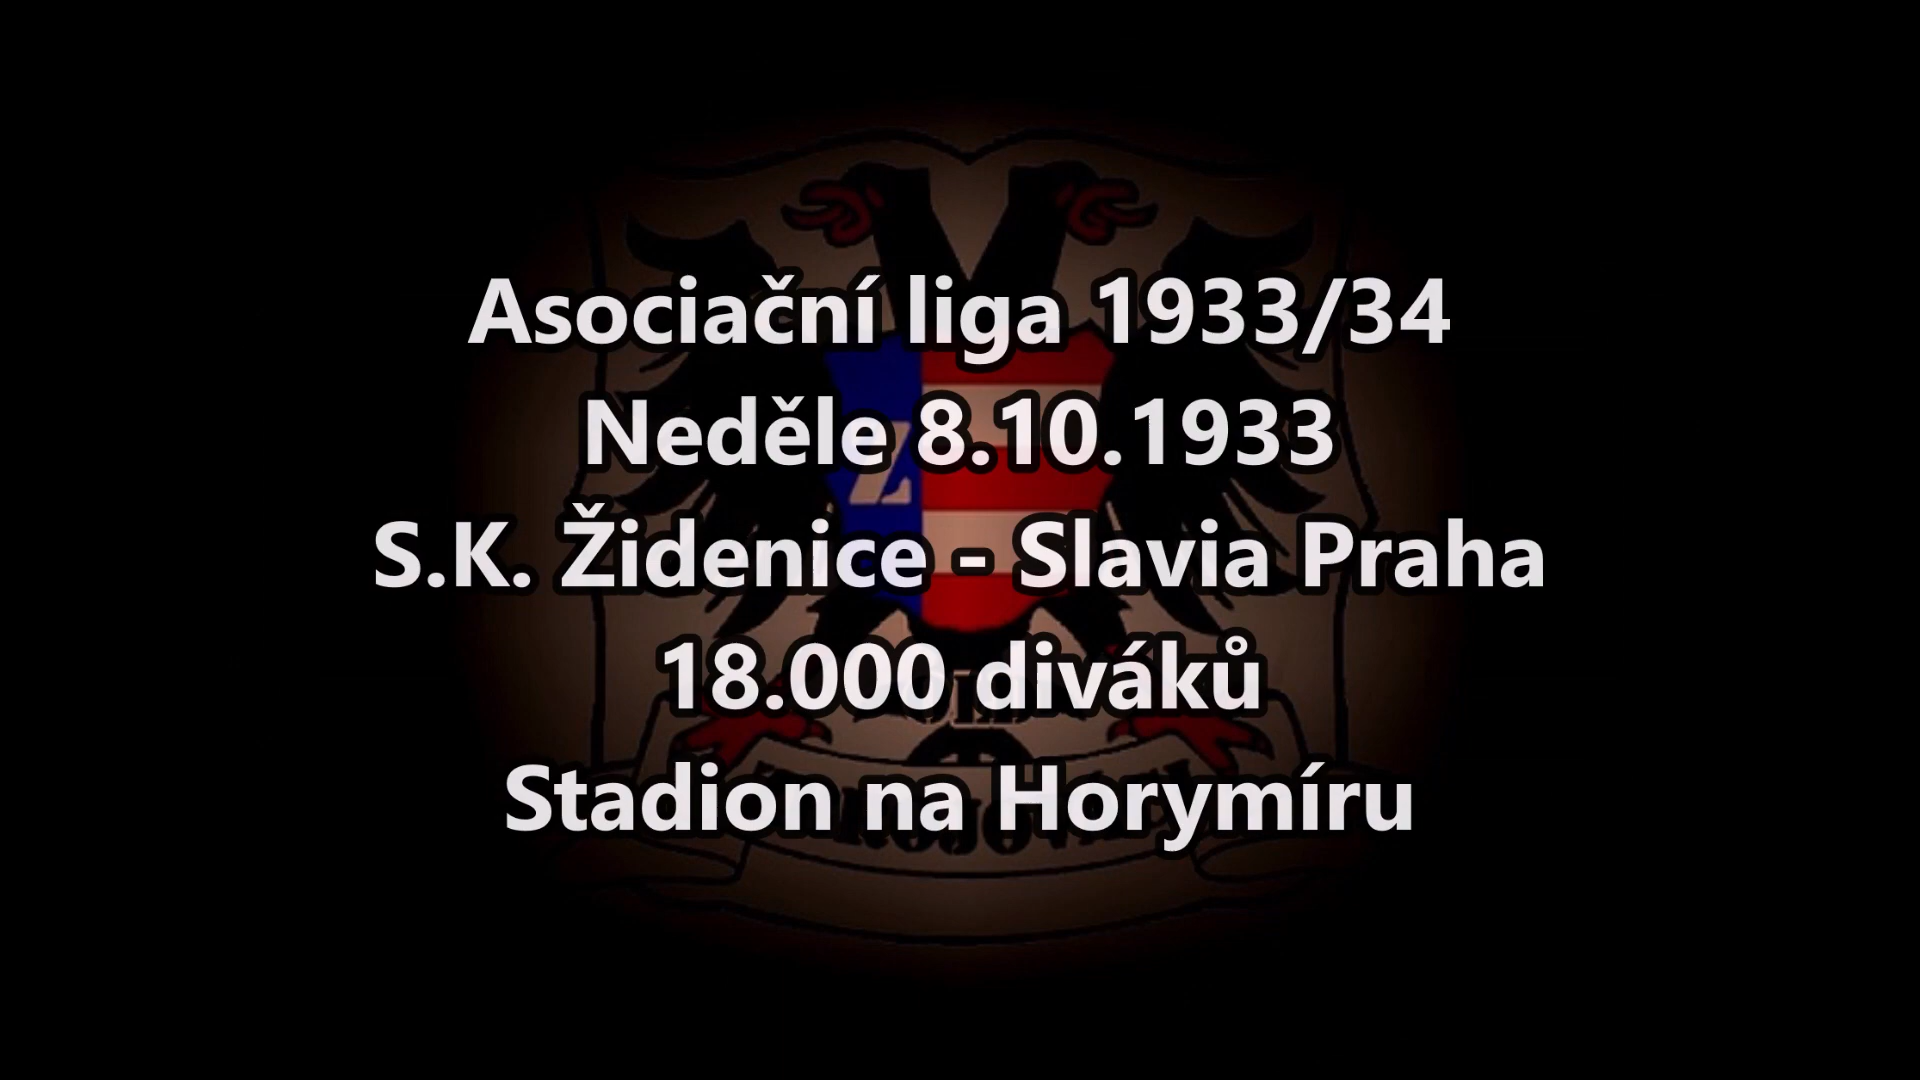 Asociační liga 1933/34
Neděle 8.10.1933
S.K. Židenice - Slavia Praha
18.000 diváků
Stadion na Horymíru
Z